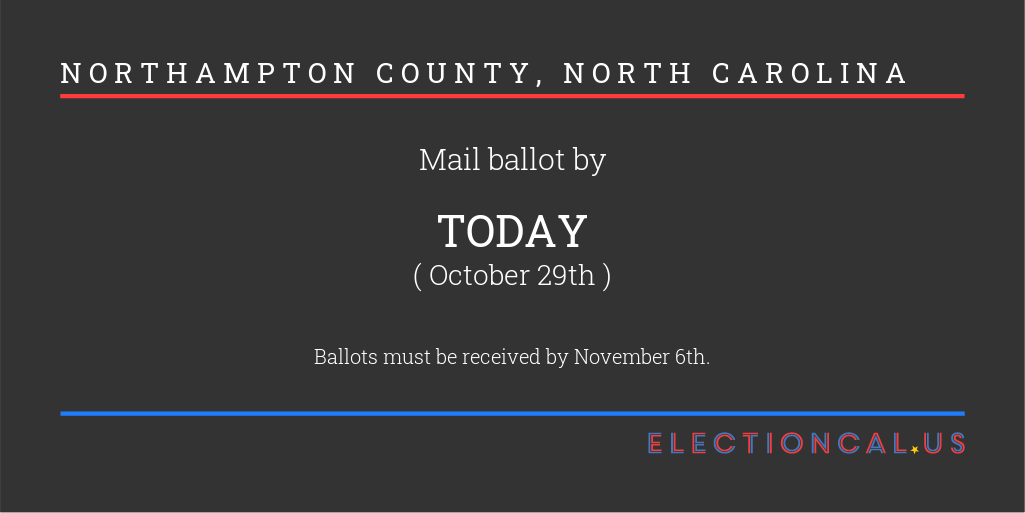 NORTHAMPTON COUNTY, NORTH CAROLINA
Mail ballot by
TODAY
( October 29th )
Ballots must be received by November 6th.
ELECTIONCAL.US